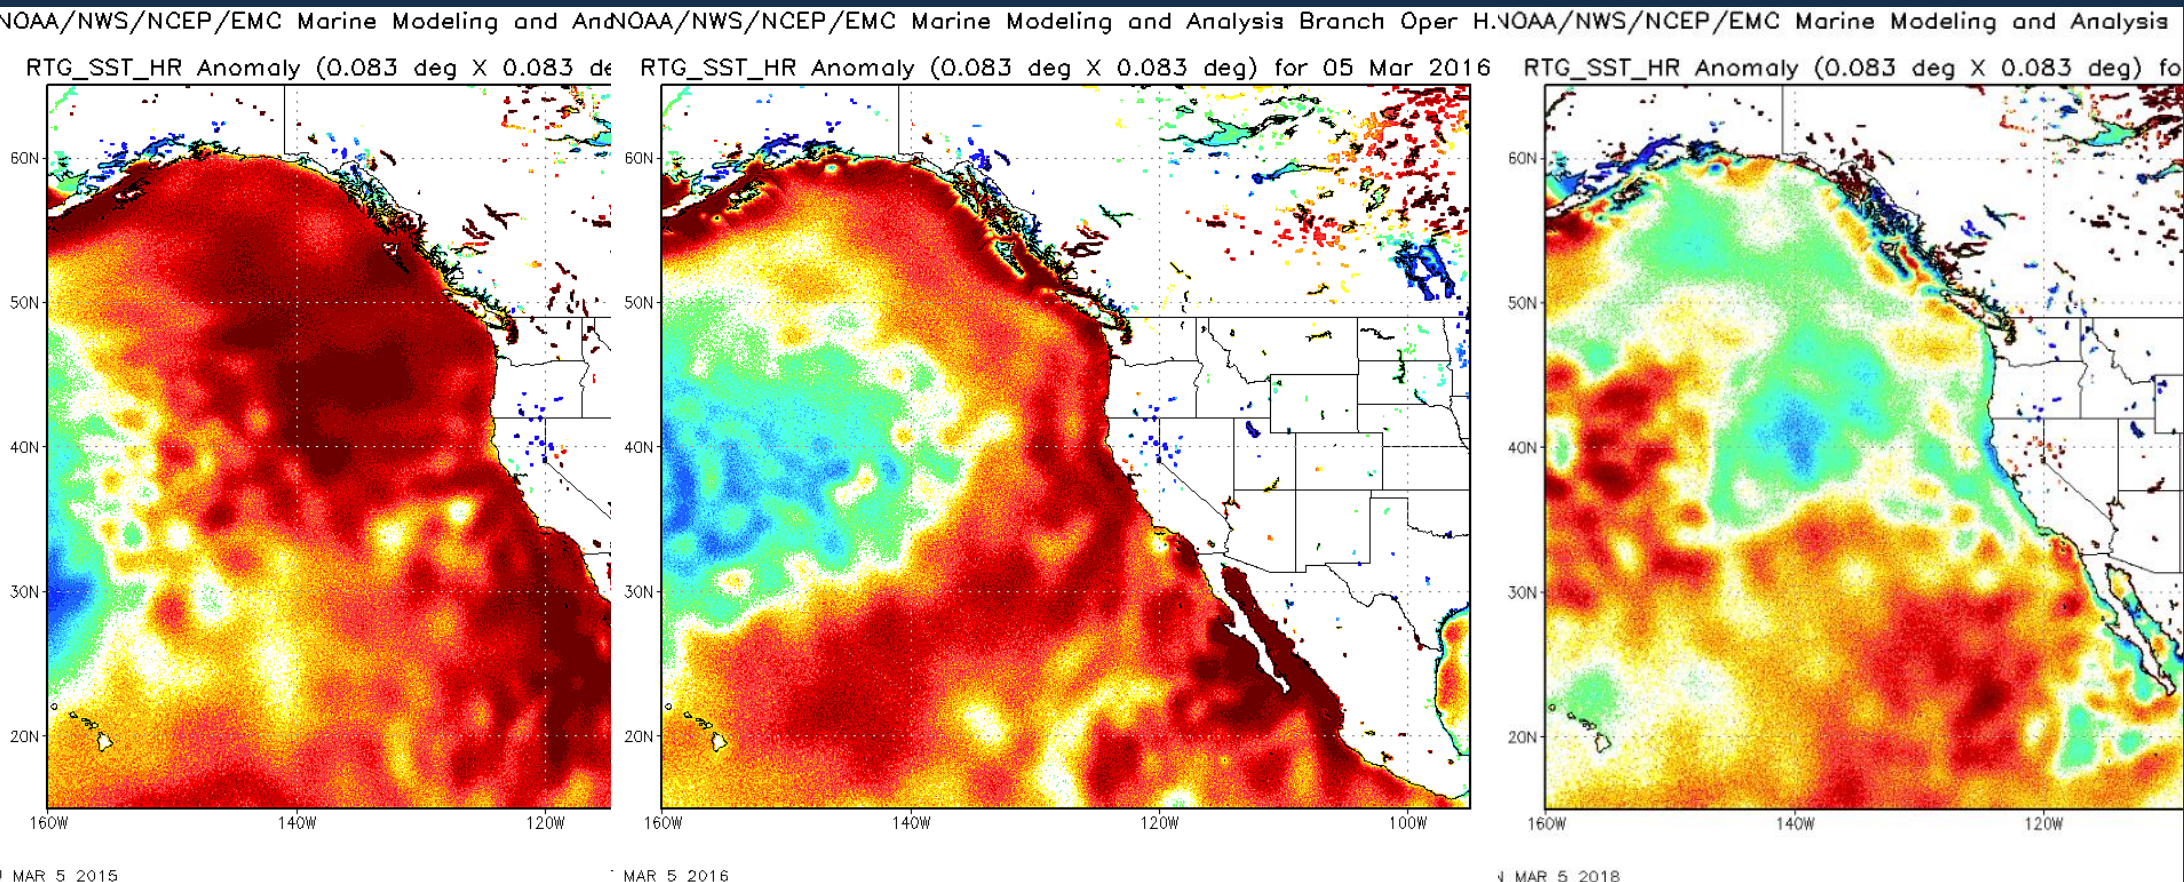 NOAA/NWS/NCEP/EMC Marine Modeling and And
NOAA/NWS/NCEP/EMC Marine Modeling and Analysis Branch Oper H.
NOAA/NWS/NCEP/EMC Marine Modeling and Analysis
RTG_SST_HR Anomaly (0.083 deg X 0.083 de
RTG_SST_HR Anomaly (0.083 deg X 0.083 deg) for 05 Mar 2016
RTG_SST_HR Anomaly (0.083 deg X 0.083 deg) fo
60N
50N
40N
30N
20N
160W 140W 120W
60N
50N
40N
30N
20N
160W 140W 120W 100W
60N
50N
40N
30N
20N
160W 140W 120W
MAR 5 2015
MAR 5 2016
MAR 5 2018